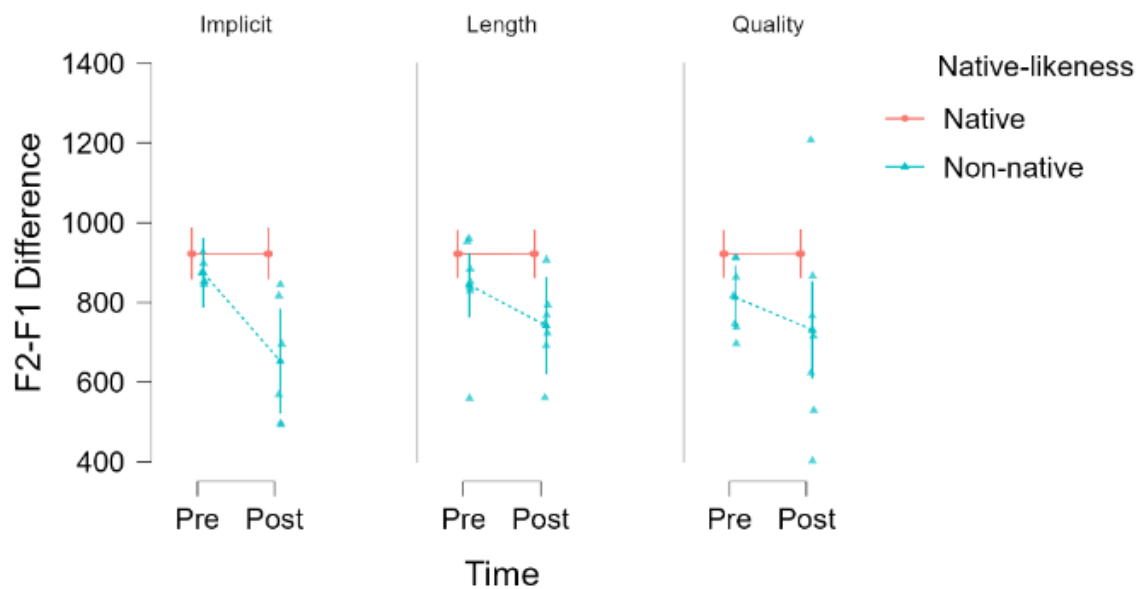 Implicit Length Quality
Native-likeness
Native
Non-native
F2-F1 Difference
1400
1200
1000
800
600
400
Pre Post Pre Post Pre Post
Time